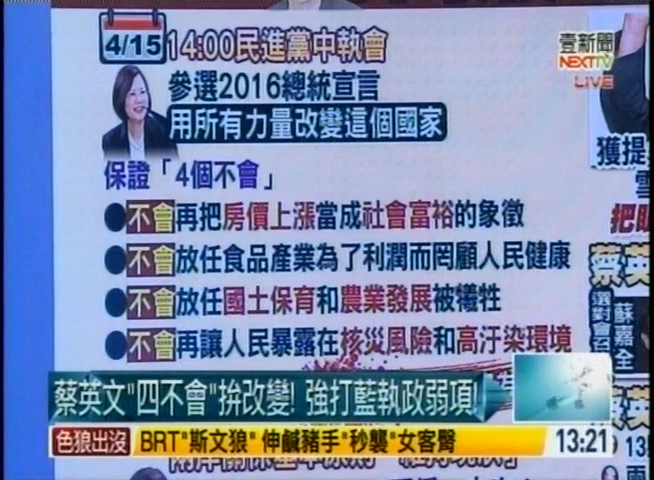 4/15
14:00民進黨中執會
壹新聞
NEXTTV
LIVE
參選2016總統宣言
用所有力量改變這個國家
保證「4個不會」
●不會再把房價上漲當成社會富裕的象徵
●不會放任食品產業為了利潤而罔顧人民健康
●不會放任國土保育和農業發展被犧牲
●不會再讓人民暴露在核災風險和高汙染環境
獲提
把
蔡英
選對會召
蘇嘉全
蔡英文"四不會"拚改變! 強打藍執政弱項!
色狼出沒
BRT"斯文狼" 伸鹹豬手"秒襲"女客臀
13:21